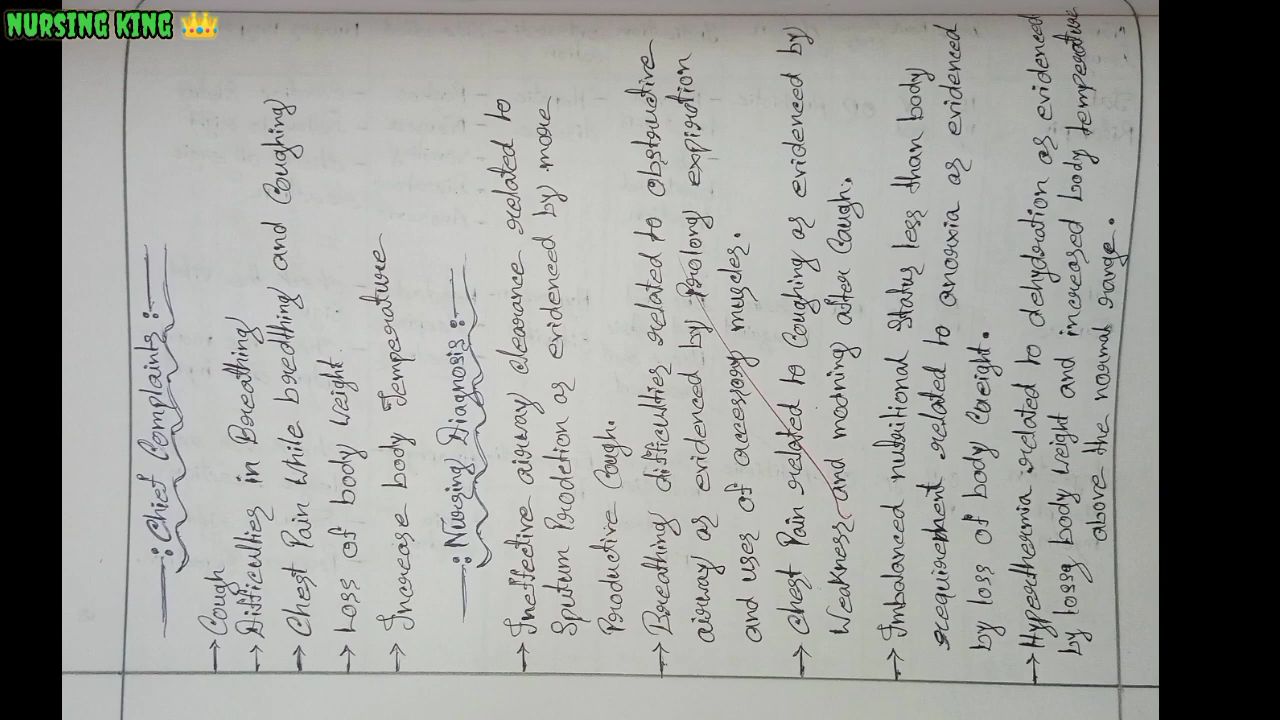 NURSING KING 👑
-: Chief Complaints :-
→ Cough
→ Difficulties in Breathing
→ Chest Pain While breathing and Coughing
→ Loss of body weight.
→ Increase body Temperature
-: Nursing Diagnosis :-
→ Ineffective airway clearance related to
Sputum Prodction as evidenced by more
Productive Cough.
→ Breathing difficulties related to obstructive
airway as evidenced by Prolong expiration
and uses of accessory muscles.
→ Chest Pain related to Coughing as evidenced by
Weakness and moaning after Cough.
→ Imbalanced nutritional status less than body
requirement related to anorxia as evidenced
by loss of body weight.
→ Hyperthermia related to dehydration as evidenced
by lossg body weight and increased body temperature
above the normal range.